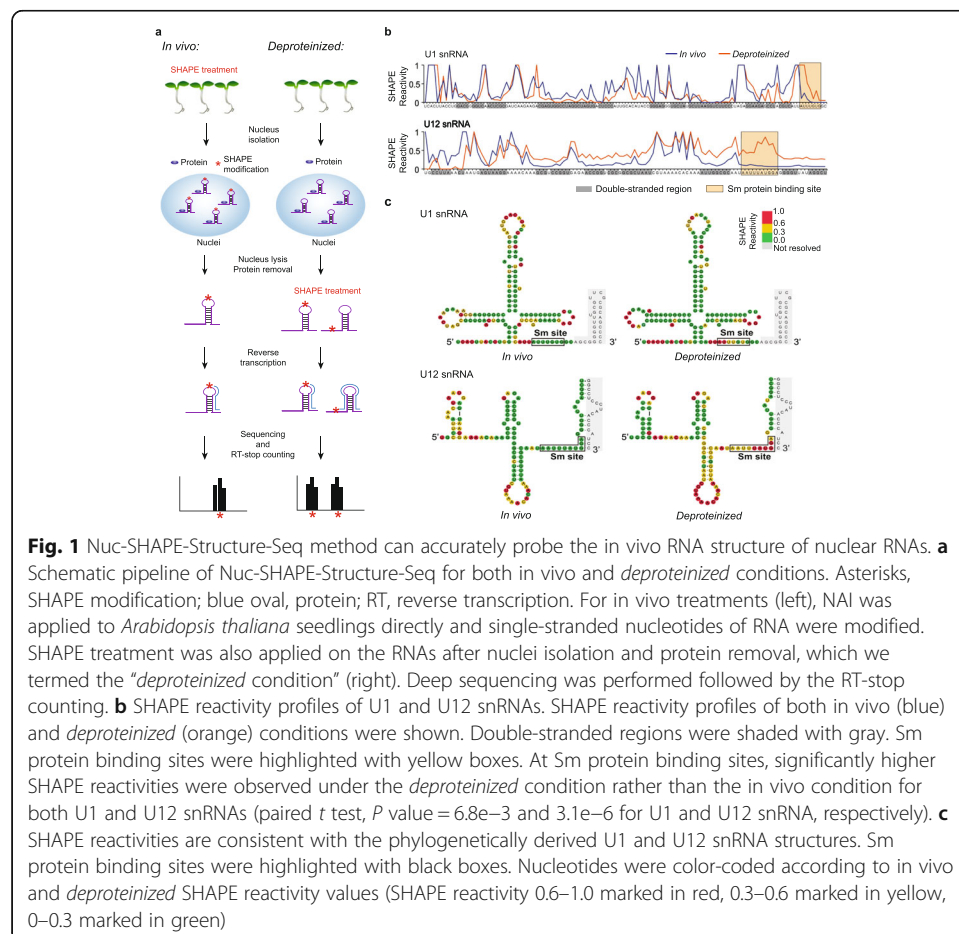 a
In vivo:
Deproteinized:
SHAPE treatment
Nucleus
isolation
Protein
SHAPE
modification
Protein
Nuclei
Nuclei
Nucleus lysis
Protein removal
SHAPE treatment
Reverse
transcription
Sequencing
and
RT-stop counting
b
U1 snRNA
In vivo
Deproteinized
SHAPE
Reactivity
1
0.5
0
U12 snRNA
SHAPE
Reactivity
1
0.5
0
Double-stranded region
Sm protein binding site
c
U1 snRNA
SHAPE
Reactivity
1.0
0.6
0.3
0.0
Not resolved
Sm site
5'
3'
In vivo
Sm site
5'
3'
Deproteinized
U12 snRNA
5'
Sm site
3'
In vivo
5'
Sm site
3'
Deproteinized
Fig. 1 Nuc-SHAPE-Structure-Seq method can accurately probe the in vivo RNA structure of nuclear RNAs. a
Schematic pipeline of Nuc-SHAPE-Structure-Seq for both in vivo and deproteinized conditions. Asterisks,
SHAPE modification; blue oval, protein; RT, reverse transcription. For in vivo treatments (left), NAI was
applied to Arabidopsis thaliana seedlings directly and single-stranded nucleotides of RNA were modified.
SHAPE treatment was also applied on the RNAs after nuclei isolation and protein removal, which we
termed the “deproteinized condition” (right). Deep sequencing was performed followed by the RT-stop
counting. b SHAPE reactivity profiles of U1 and U12 snRNAs. SHAPE reactivity profiles of both in vivo (blue)
and deproteinized (orange) conditions were shown. Double-stranded regions were shaded with gray. Sm
protein binding sites were highlighted with yellow boxes. At Sm protein binding sites, significantly higher
SHAPE reactivities were observed under the deproteinized condition rather than the in vivo condition for
both U1 and U12 snRNAs (paired t test, P value = 6.8e−3 and 3.1e−6 for U1 and U12 snRNA, respectively). c
SHAPE reactivities are consistent with the phylogenetically derived U1 and U12 snRNA structures. Sm
protein binding sites were highlighted with black boxes. Nucleotides were color-coded according to in vivo
and deproteinized SHAPE reactivity values (SHAPE reactivity 0.6–1.0 marked in red, 0.3–0.6 marked in yellow,
0–0.3 marked in green)